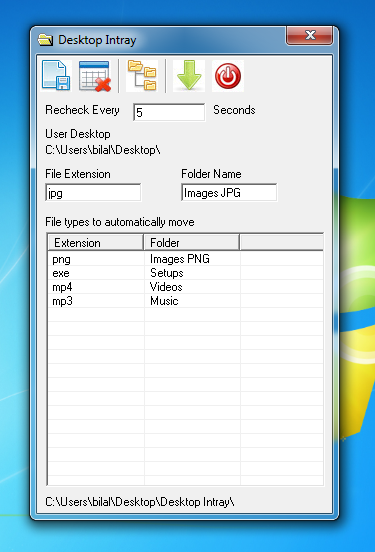 Desktop Intray
Recheck Every 5 Seconds
User Desktop
C:\Users\bilal\Desktop\
File Extension Folder Name
jpg Images JPG
File types to automatically move
Extension Folder
png Images PNG
exe Setups
mp4 Videos
mp3 Music
C:\Users\bilal\Desktop\Desktop Intray\